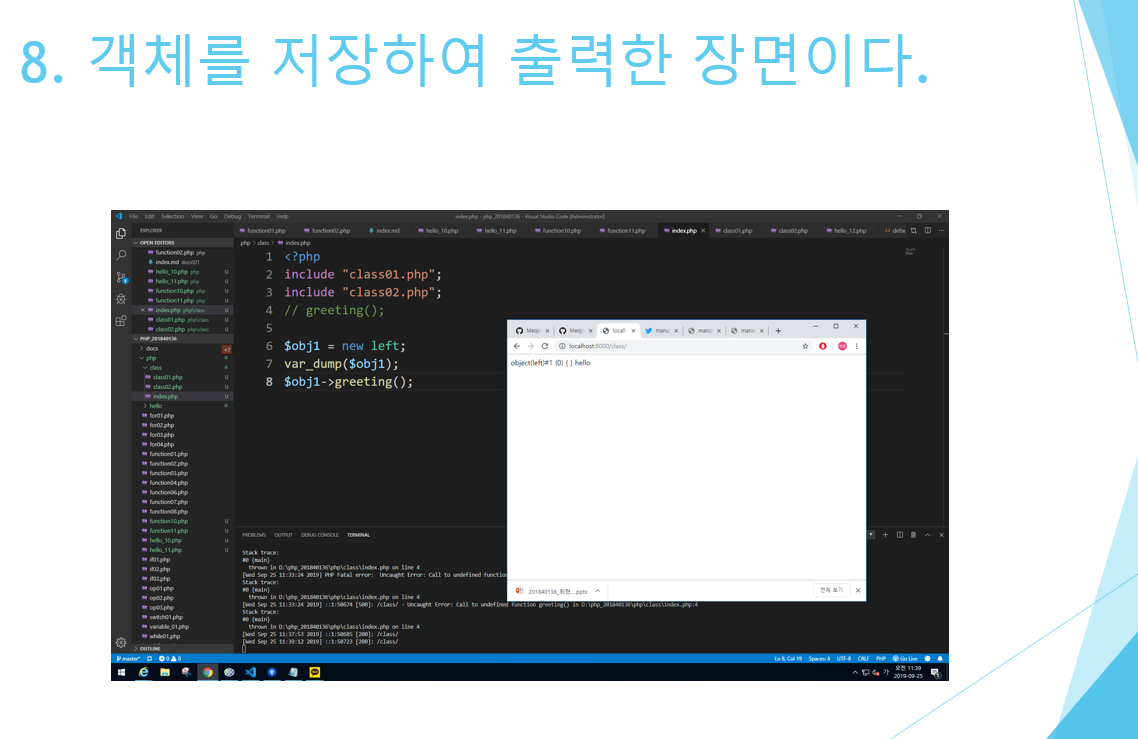 8. 객체를 저장하여 출력한 장면이다.
File Edit Selection View Go Debug Terminal Help
index.php - php_201840136 - Visual Studio Code [Administrator]
EXPLORER
function01.php function02.php index.md hello_10.php hello_11.php function10.php function11.php index.php class01.php class02.php hello_12.php
OPEN EDITORS
php > class > index.php
function02.php php
index.md docs\01
hello_10.php php U
hello_11.php php U
function10.php php U
function11.php php U
index.php php\class U
class01.php php\class U
class02.php php\class U
PHP_201840136
docs
php
class
class01.php U
class02.php U
index.php U
hello
for01.php
for02.php
for03.php
for04.php
function01.php
function02.php
function03.php
function04.php
function06.php
function07.php
function08.php
function10.php U
function11.php U
hello_10.php U
hello_11.php U
if01.php
if02.php
if03.php
op01.php
op02.php
op03.php
switch01.php
variable_01.php
while01.php
OUTLINE
1 <?php
2 include "class01.php";
3 include "class02.php";
4 // greeting();
5
6 $obj1 = new left;
7 var_dump($obj1);
8 $obj1->greeting();
localhost:8000/class/
object(left)#1 (0) { } hello
전체 보기
PROBLEMS OUTPUT DEBUG CONSOLE TERMINAL
Stack trace:
#0 {main}
thrown in D:\php_201840136\php\class\index.php on line 4
[Wed Sep 25 11:33:24 2019] PHP Fatal error: Uncaught Error: Call to undefined
Stack trace:
#0 {main}
thrown in D:\php_201840136\php\class\index.php on line 4
[Wed Sep 25 11:33:24 2019] ::1:50674 [500]: /class/ - Uncaught Error: Call to undefined function greeting() in D:\php_201840136\php\class\index.php:4
Stack trace:
#0 {main}
thrown in D:\php_201840136\php\class\index.php on line 4
[Wed Sep 25 11:37:53 2019] ::1:50685 [200]: /class/
[Wed Sep 25 11:39:12 2019] ::1:50723 [200]: /class/
master* 0 0 Ln 8, Col 19 Spaces: 4 UTF-8 CRLF PHP Go Live
가 오전 11:39
2019-09-25